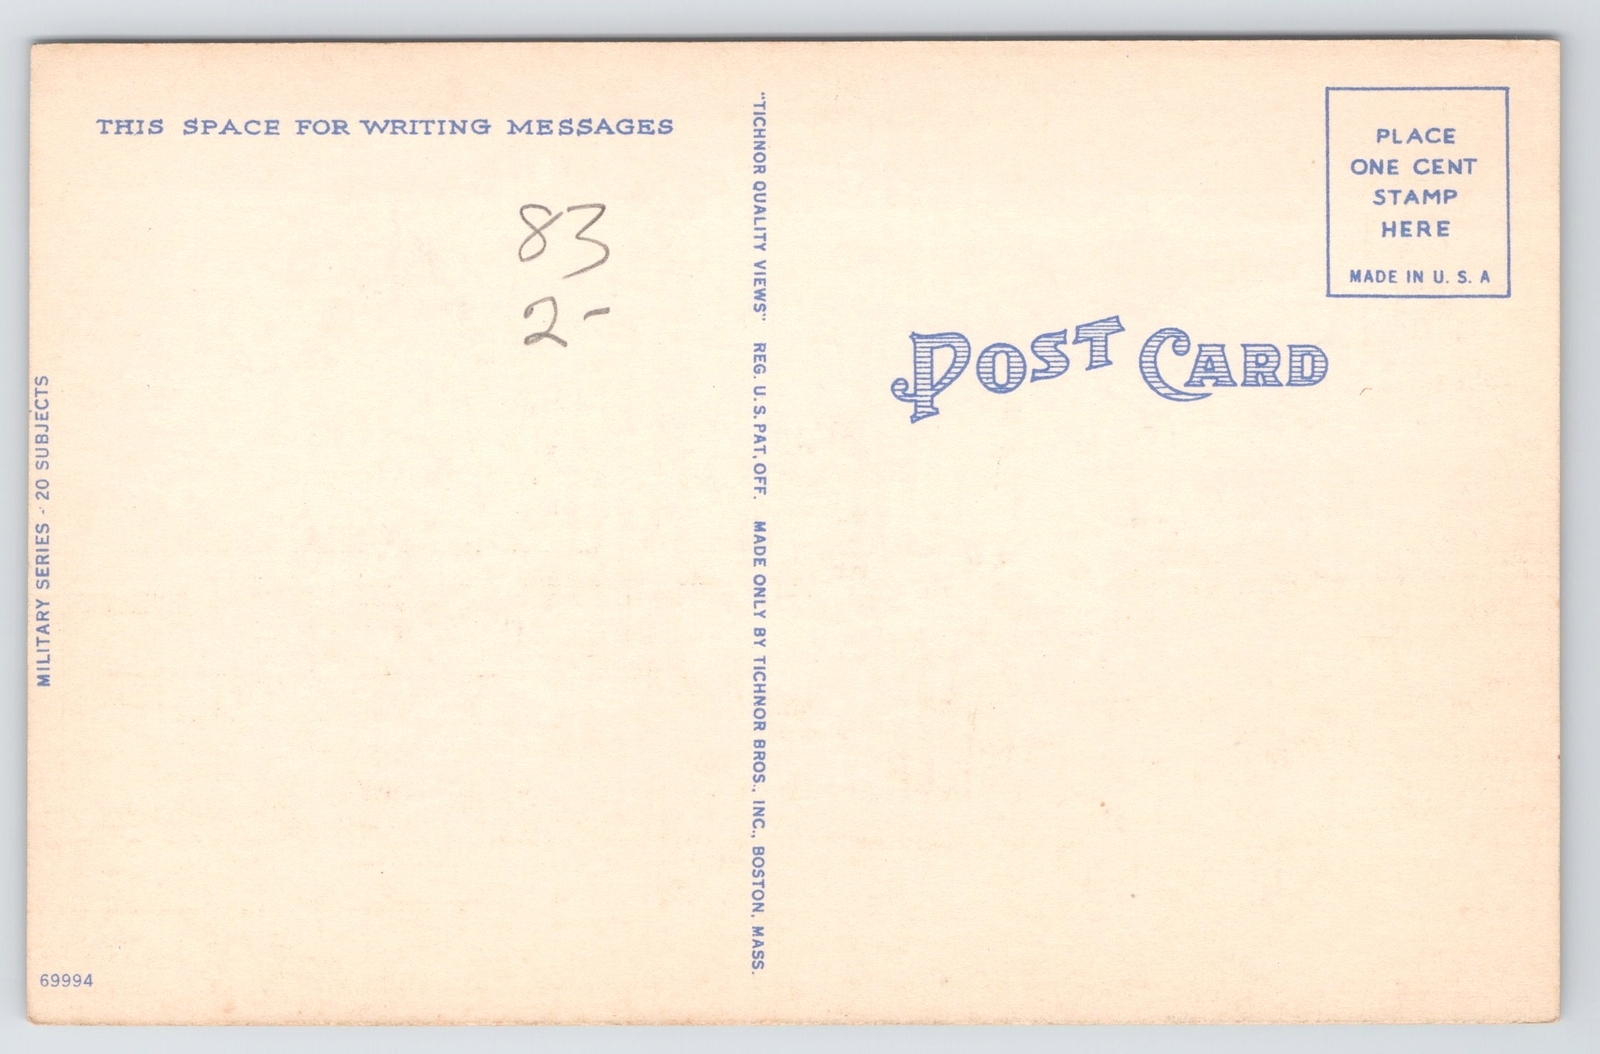 THIS SPACE FOR WRITING MESSAGES
83
2-
MILITARY SERIES - 20 SUBJECTS
69994
"TICHNOR QUALITY VIEWS" REG. U. S. PAT. OFF. MADE ONLY BY TICHNOR BROS., INC., BOSTON, MASS.
PLACE
ONE CENT
STAMP
HERE
MADE IN U. S. A
POST CARD